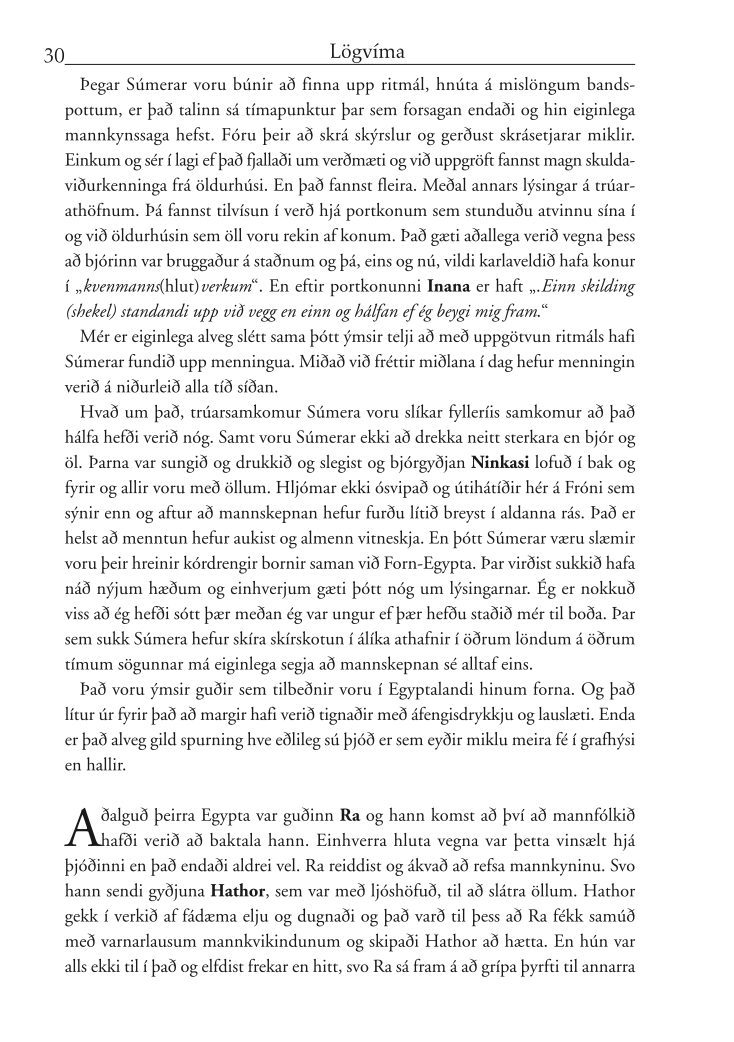 30
Lögvíma
Þegar Súmerar voru búnir að finna upp ritmál, hnúta á mislöngum bands-
pottum, er það talinn sá tímapunktur þar sem forsagan endaði og hin eiginlega
mannkynssaga hefst. Fóru þeir að skrá skýrslur og gerðust skrásetjarar miklir.
Einkum og sér í lagi ef það fjallaði um verðmæti og við uppgröft fannst magn skulda-
viðurkenninga frá öldurhúsi. En það fannst fleira. Meðal annars lýsingar á trúar-
athöfnum. Þá fannst tilvísun í verð hjá portkonum sem stunduðu atvinnu sína í
og við öldurhúsin sem öll voru rekin af konum. Það gæti aðallega verið vegna þess
að bjórinn var bruggaður á staðnum og þá, eins og nú, vildi karlaveldið hafa konur
í „kvenmanns(hlut)verkum“. En eftir portkonunni Inana er haft „.Einn skilding
(shekel) standandi upp við vegg en einn og hálfan ef ég beygi mig fram.“
Mér er eiginlega alveg slétt sama þótt ýmsir telji að með uppgötvun ritmáls hafi
Súmerar fundið upp menningua. Miðað við fréttir miðlana í dag hefur menningin
verið á niðurleið alla tíð síðan.
Hvað um það, trúarsamkomur Súmera voru slíkar fylleríis samkomur að það
hálfa hefði verið nóg. Samt voru Súmerar ekki að drekka neitt sterkara en bjór og
öl. Þarna var sungið og drukkið og slegist og bjórgyðjan Ninkasi lofuð í bak og
fyrir og allir voru með öllum. Hljómar ekki ósvipað og útihátíðir hér á Fróni sem
sýnir enn og aftur að mannskepnan hefur furðu lítið breyst í aldanna rás. Það er
helst að menntun hefur aukist og almenn vitneskja. En þótt Súmerar væru slæmir
voru þeir hreinir kórdrengir bornir saman við Forn-Egypta. Þar virðist sukkið hafa
náð nýjum hæðum og einhverjum gæti þótt nóg um lýsingarnar. Ég er nokkuð
viss að ég hefði sótt þær meðan ég var ungur ef þær hefðu staðið mér til boða. Þar
sem sukk Súmera hefur skíra skírskotun í álíka athafnir í öðrum löndum á öðrum
tímum sögunnar má eiginlega segja að mannskepnan sé alltaf eins.
Það voru ýmsir guðir sem tilbeðnir voru í Egyptalandi hinum forna. Og það
lítur úr fyrir það að margir hafi verið tignaðir með áfengisdrykkju og lauslæti. Enda
er það alveg gild spurning hve eðlileg sú þjóð er sem eyðir miklu meira fé í grafhýsi
en hallir.
Aðalguð þeirra Egypta var guðinn Ra og hann komst að því að mannfólkið
hafði verið að baktala hann. Einhverra hluta vegna var þetta vinsælt hjá
þjóðinni en það endaði aldrei vel. Ra reiddist og ákvað að refsa mannkyninu. Svo
hann sendi gyðjuna Hathor, sem var með ljóshöfuð, til að slátra öllum. Hathor
gekk í verkið af fádæma elju og dugnaði og það varð til þess að Ra fékk samúð
með varnarlausum mannkvikindunum og skipaði Hathor að hætta. En hún var
alls ekki til í það og elfdist frekar en hitt, svo Ra sá fram á að grípa þyrfti til annarra